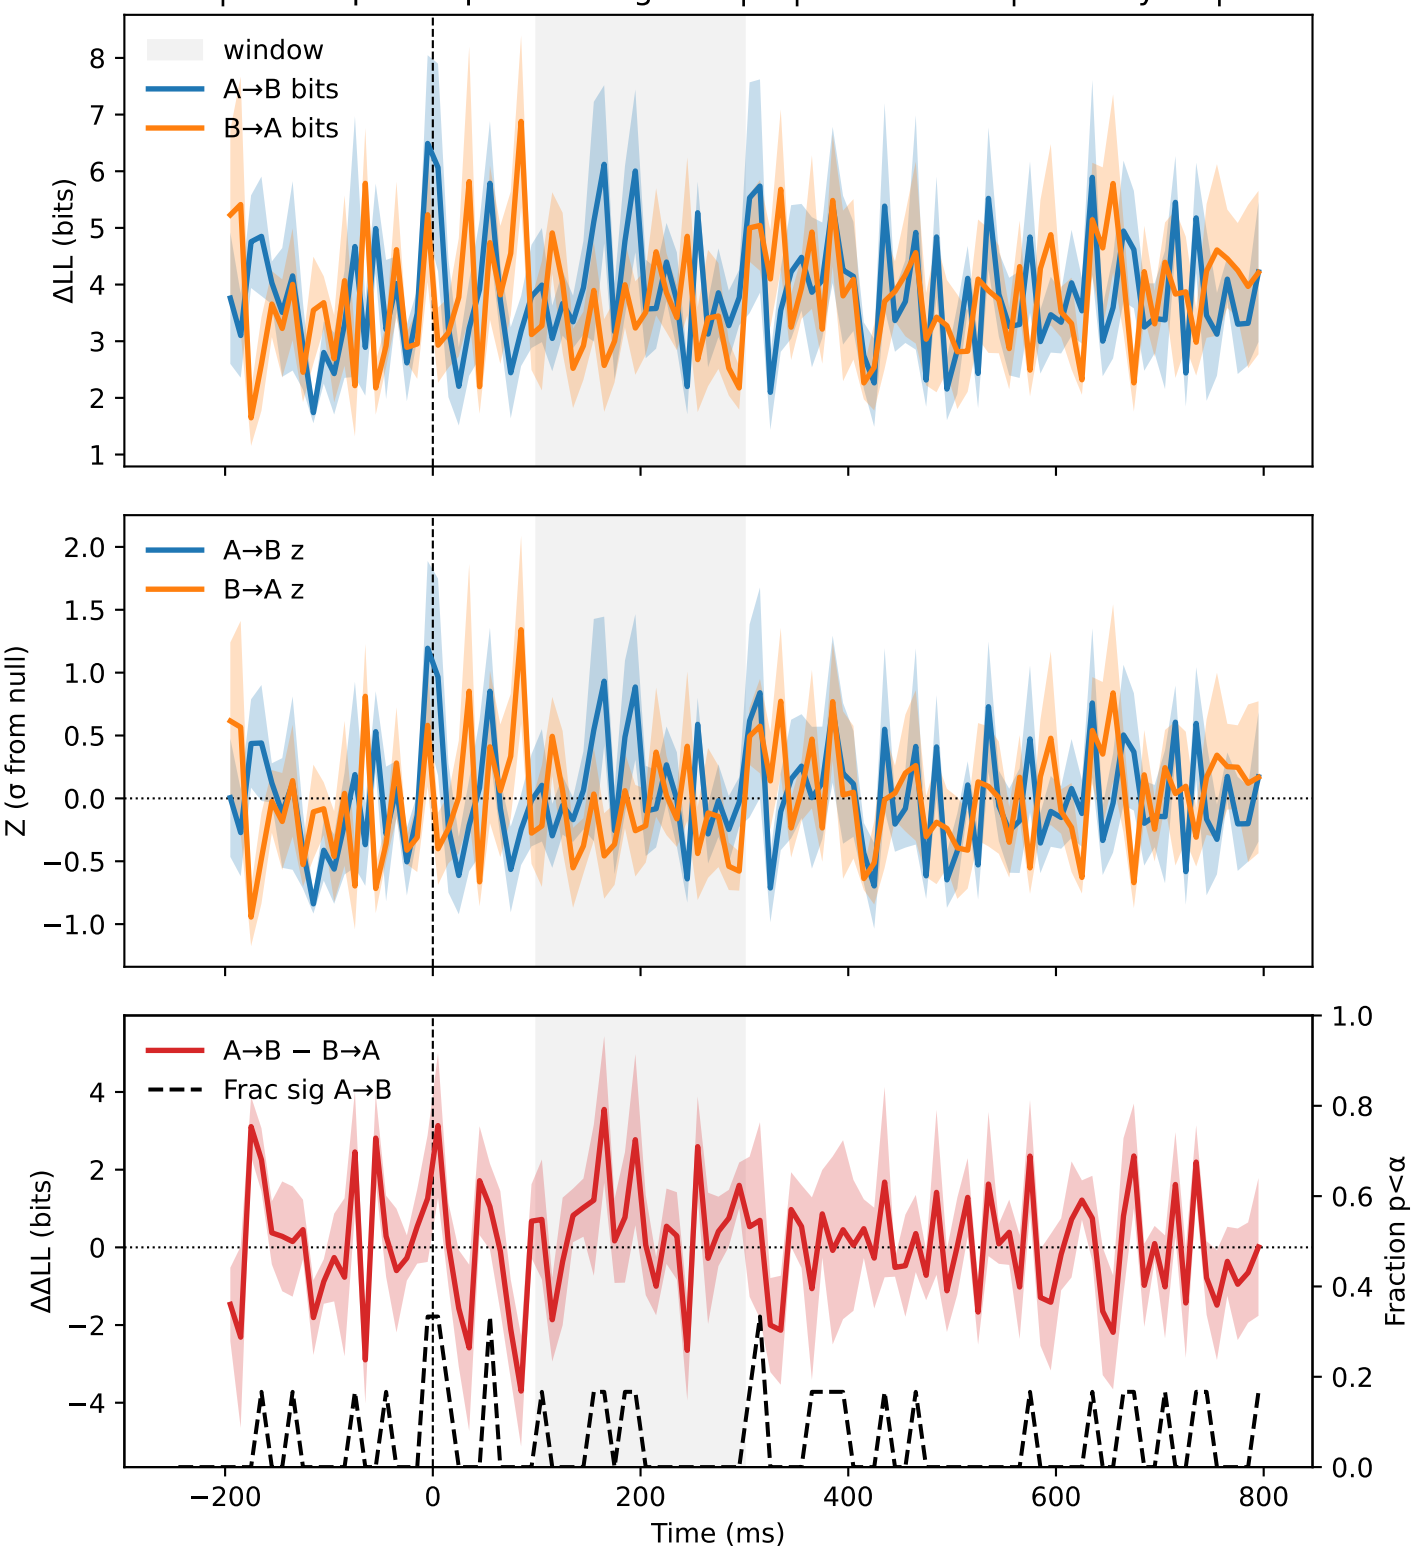 8
7
6
5
4
3
2
1
ΔLL (bits)
window
A→B bits
B→A bits
2.0
1.5
1.0
0.5
0.0
−0.5
−1.0
Z (σ from null)
A→B z
B→A z
4
2
0
−2
−4
ΔΔLL (bits)
A→B − B→A
Frac sig A→B
1.0
0.8
0.6
0.4
0.2
0.0
Fraction p<α
−200
0
200
400
600
800
Time (ms)